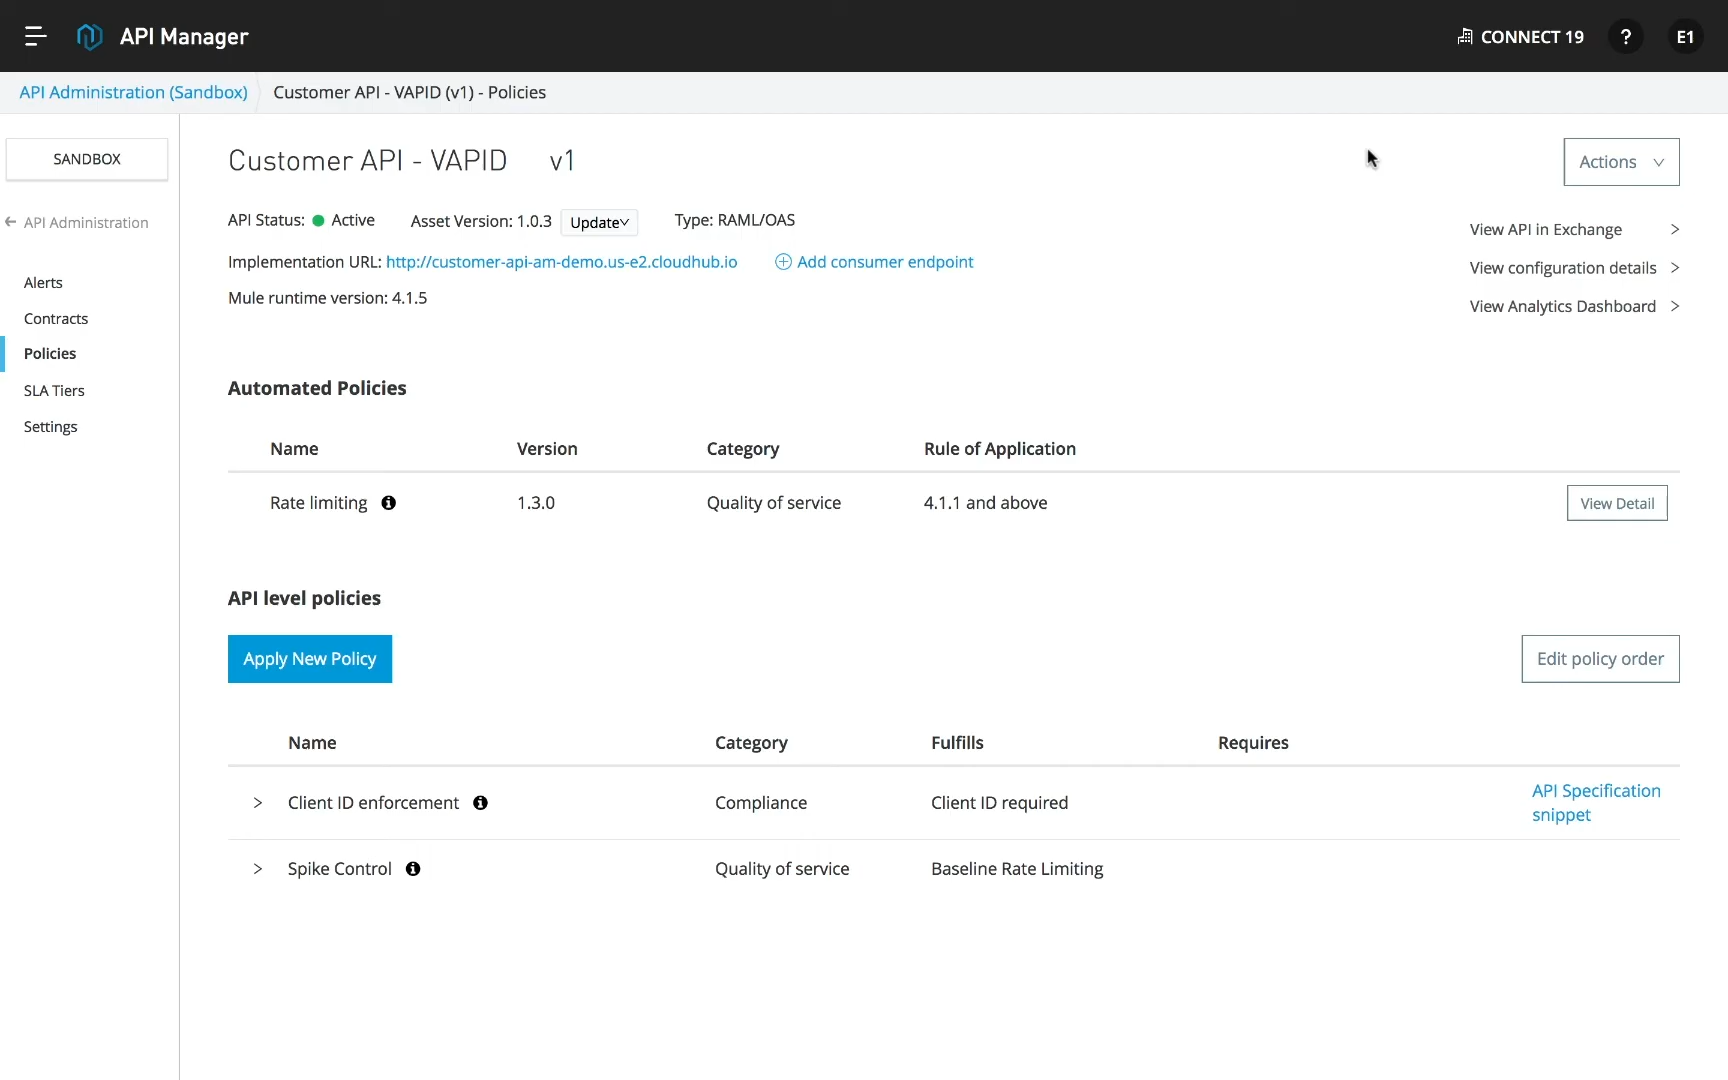 API Manager
CONNECT 19
?
E1
API Administration (Sandbox)
Customer API - VAPID (v1) - Policies
SANDBOX
API Administration
Alerts
Contracts
Policies
SLA Tiers
Settings
Customer API - VAPID v1
Actions
API Status: Active Asset Version: 1.0.3 Update Type: RAML/OAS
Implementation URL: http://customer-api-am-demo.us-e2.cloudhub.io Add consumer endpoint
Mule runtime version: 4.1.5
View API in Exchange >
View configuration details >
View Analytics Dashboard >
Automated Policies
Name Version Category Rule of Application
Rate limiting 1.3.0 Quality of service 4.1.1 and above View Detail
API level policies
Apply New Policy
Edit policy order
Name Category Fulfills Requires
> Client ID enforcement Compliance Client ID required API Specification
snippet
> Spike Control Quality of service Baseline Rate Limiting